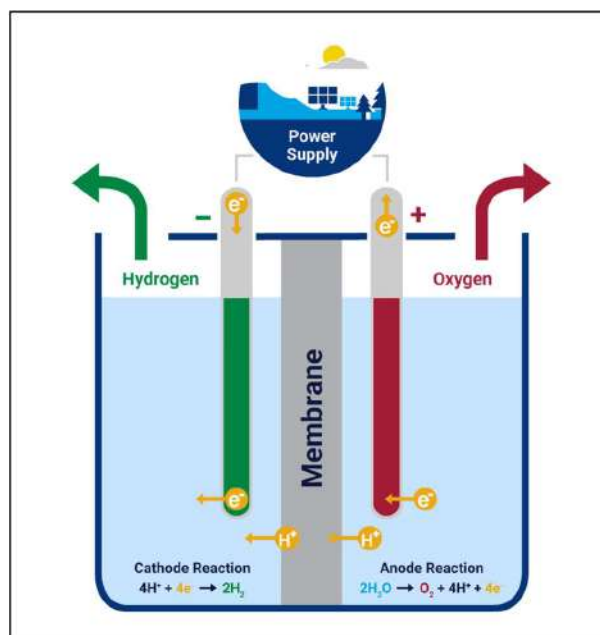 Power
Supply
e⁻
e⁻
−
+
Hydrogen
Oxygen
Membrane
e⁻
e⁻
H⁺
H⁺
Cathode Reaction
4H⁺ + 4e⁻ → 2H₂
Anode Reaction
2H₂O → O₂ + 4H⁺ + 4e⁻